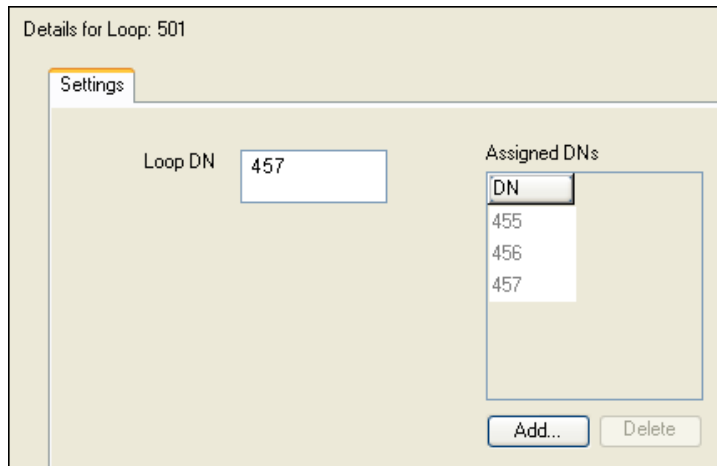 Details for Loop: 501
Settings
Loop DN
457
Assigned DNs
DN
455
456
457
Add...
Delete